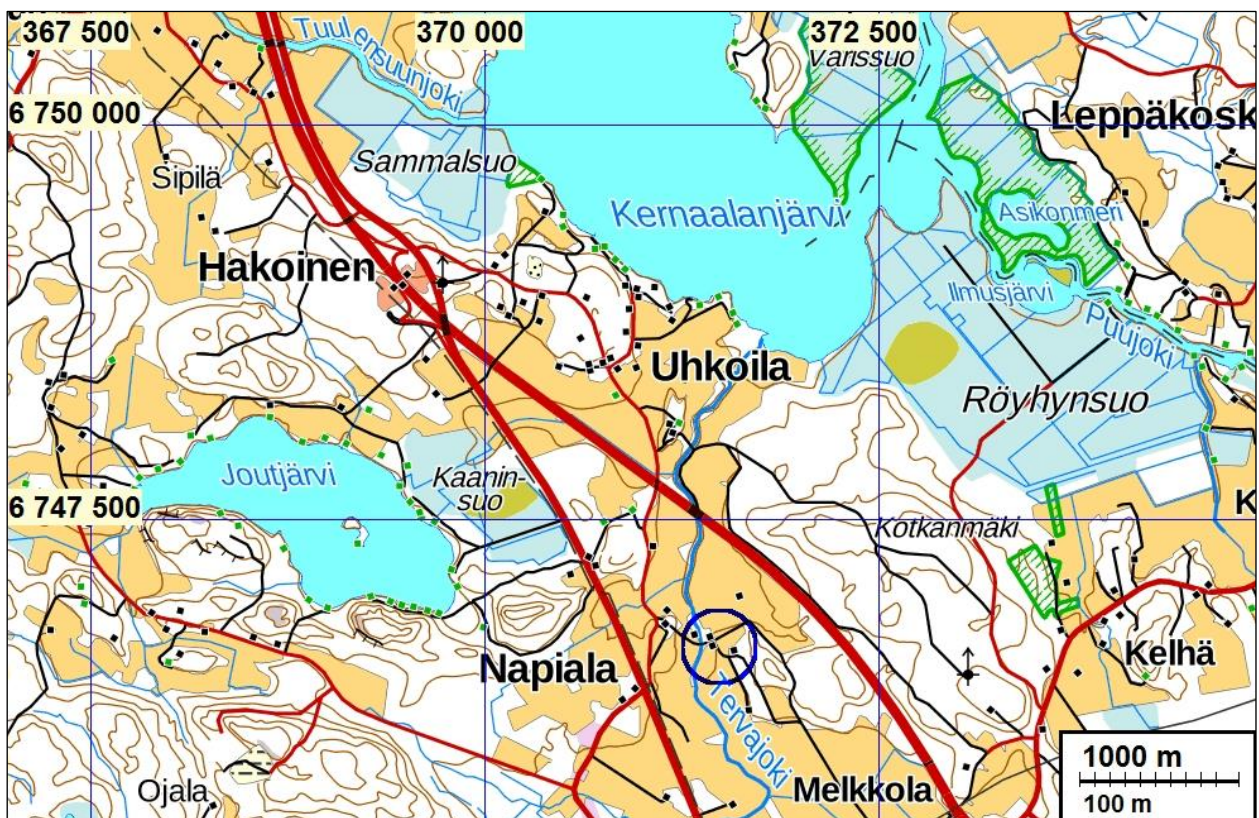 367 500
370 000
372 500
Tuulensuunjoki
Varissuo
6 750 000
Leppäkosk
Sammalsuo
Sipilä
Kernaalanjärvi
Asikonmeri
Hakoinen
Ilmusjärvi
Puujoki
Uhkoila
Röyhynsuo
Joutjärvi
Kaanin-
suo
6 747 500
K
Kotkanmäki
Napiala
Kelhä
Tervajoki
Ojala
Melkkola
1000 m
100 m